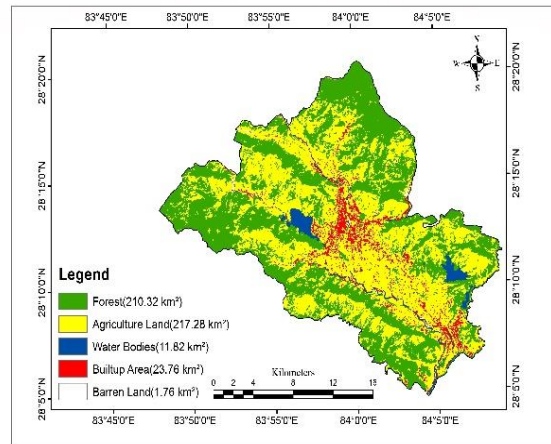 83°45'0"E 83°50'0"E 83°55'0"E 84°0'0"E 84°5'0"E
N
W E
S
28°20'0"N 28°20'0"N
28°15'0"N 28°15'0"N
28°10'0"N 28°10'0"N
28°5'0"N 28°5'0"N
Legend
Forest(210.32 km²)
Agriculture Land(217.28 km²)
Water Bodies(11.82 km²)
Builtup Area(23.76 km²)
Barren Land(1.76 km²)
Kilometers
0 2 4 8 12 16
83°45'0"E 83°50'0"E 83°55'0"E 84°0'0"E 84°5'0"E